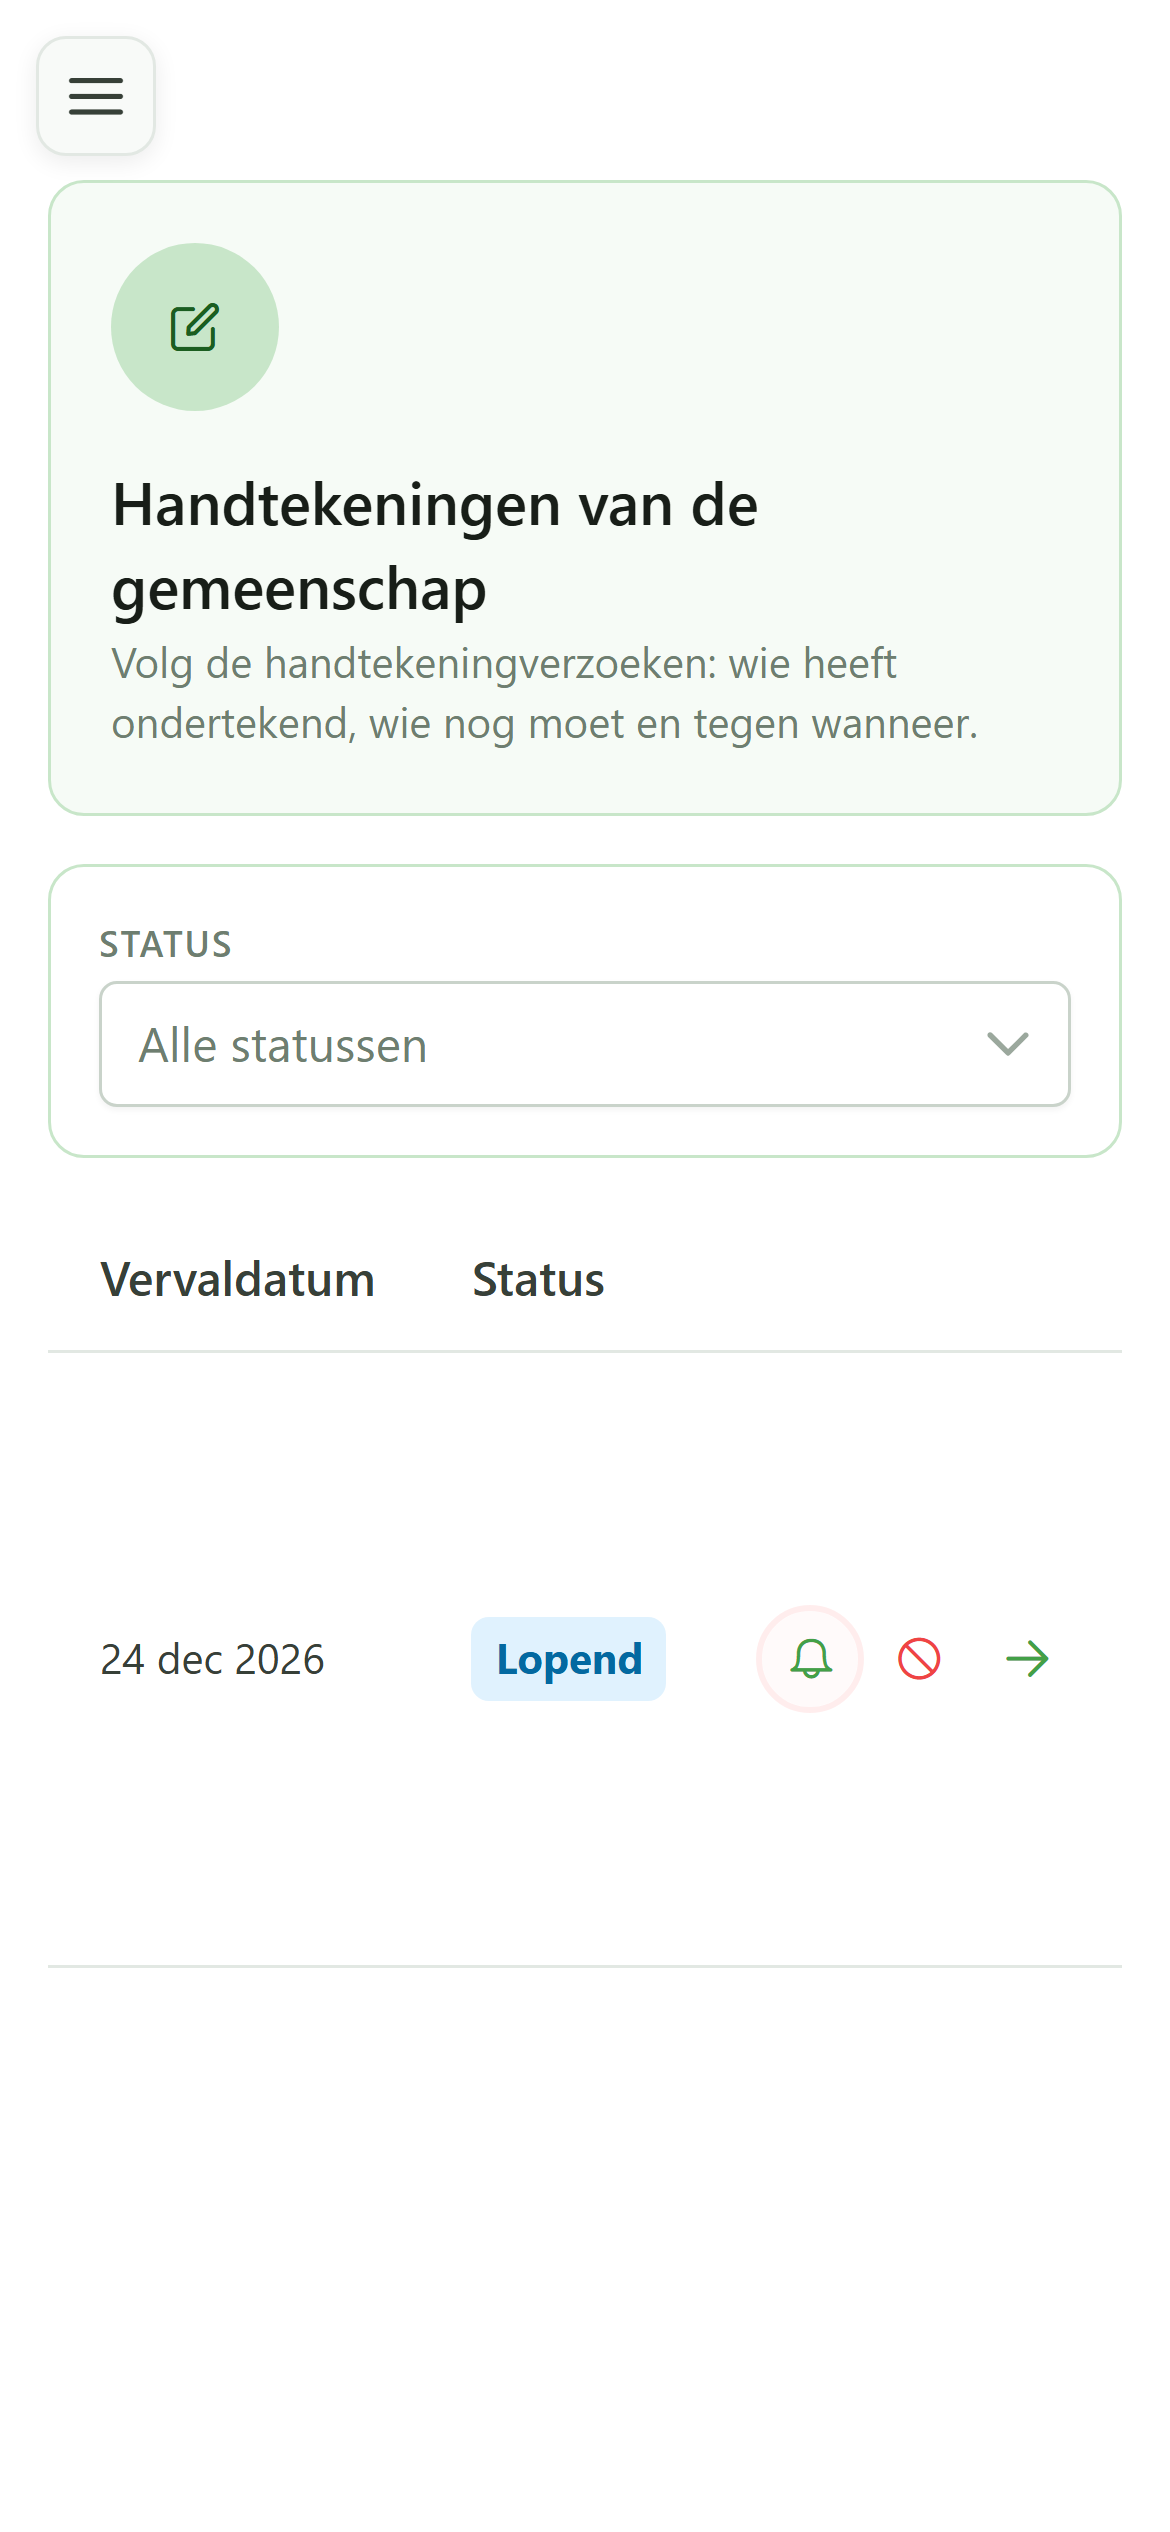 Handtekeningen van de
gemeenschap
Volg de handtekeningverzoeken: wie heeft
ondertekend, wie nog moet en tegen wanneer.
STATUS
Alle statussen
Vervaldatum Status
24 dec 2026 Lopend